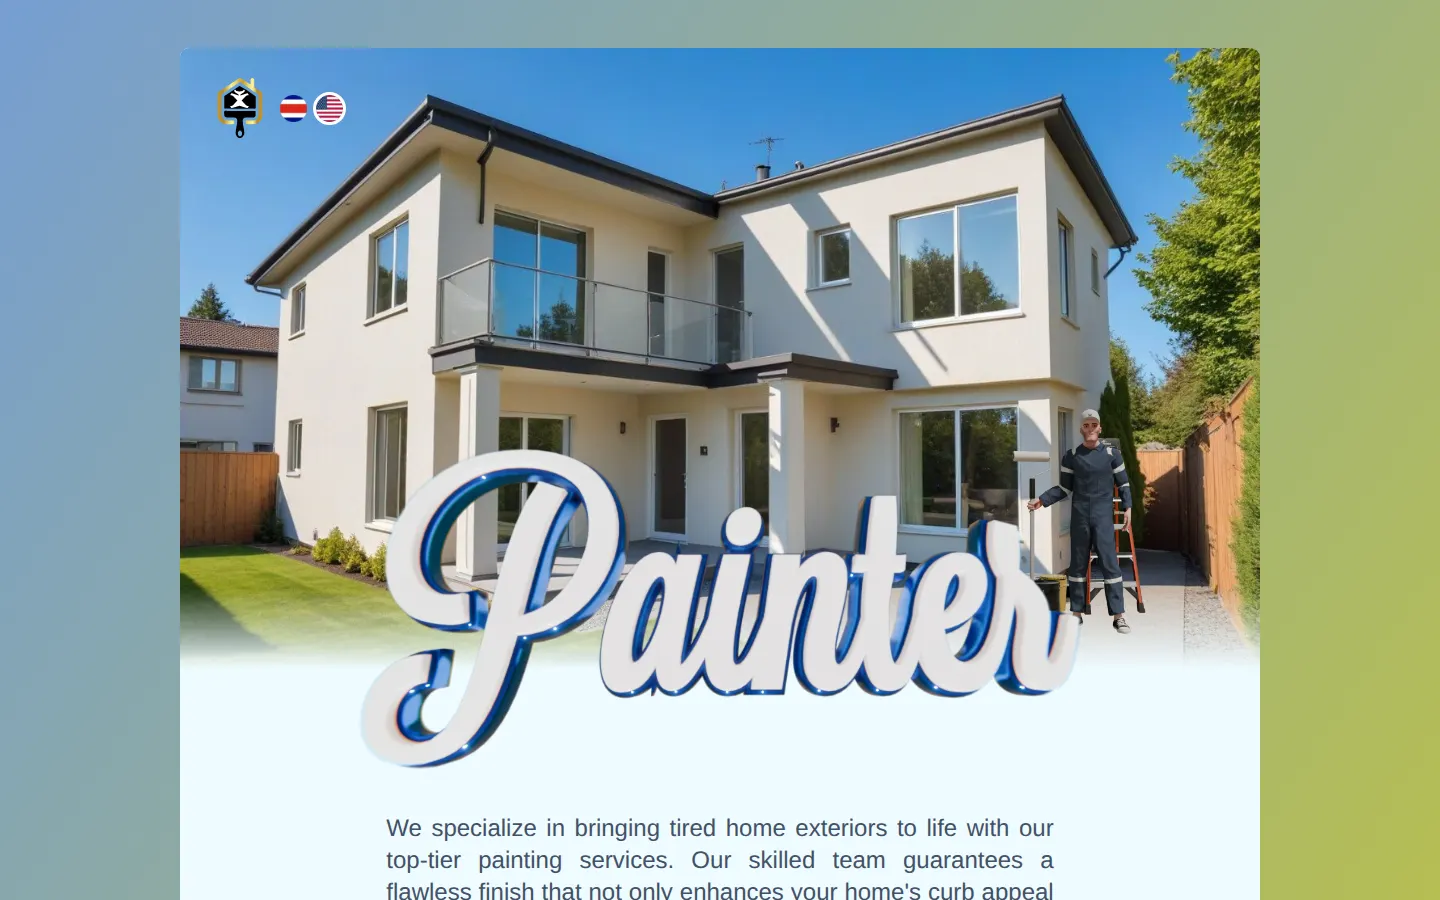 Painter
We specialize in bringing tired home exteriors to life with our
top-tier painting services. Our skilled team guarantees a
flawless finish that not only enhances your home's curb appeal